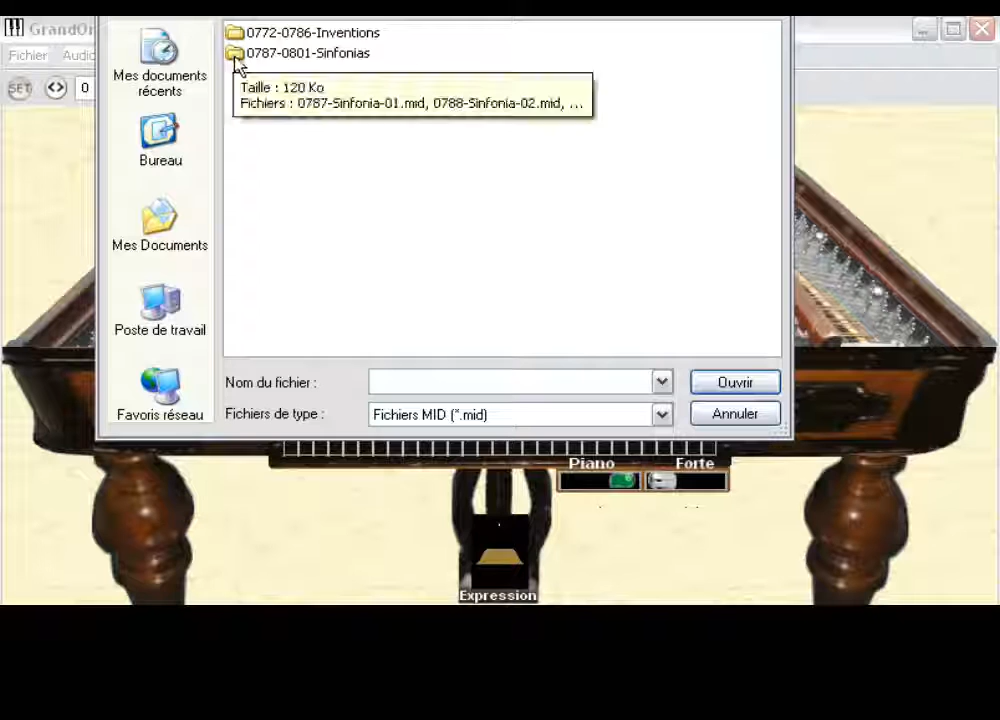 GrandOr
Fichier Audio
SET
0
0772-0786-Inventions
0787-0801-Sinfonias
Taille : 120 Ko
Fichiers : 0787-Sinfonia-01.mid, 0788-Sinfonia-02.mid, ...
Mes documents
récents
Bureau
Mes Documents
Poste de travail
Favoris réseau
Nom du fichier :
Ouvrir
Fichiers de type :
Fichiers MID (*.mid)
Annuler
Piano
Forte
Expression